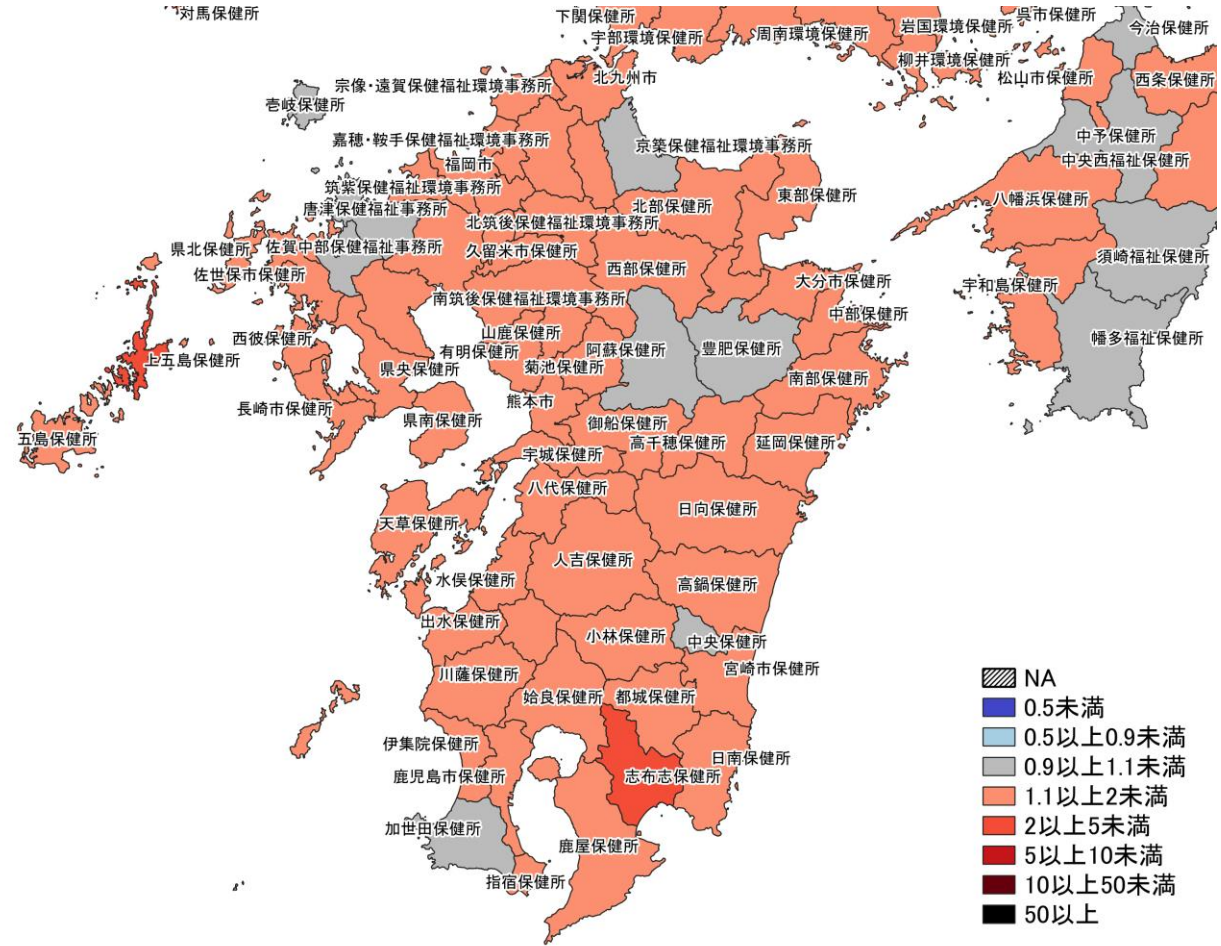 対馬保健所
下関保健所
宇部環境保健所
周南環境保健所
岩国環境保健所
呉市保健所
今治保健所
柳井環境保健所
松山市保健所
西条保健所
北九州市
宗像・遠賀保健福祉環境事務所
壱岐保健所
嘉穂・鞍手保健福祉環境事務所
京築保健福祉環境事務所
中予保健所
福岡市
中央西福祉保健所
筑紫保健福祉環境事務所
東部保健所
八幡浜保健所
唐津保健福祉事務所
北部保健所
北筑後保健福祉環境事務所
県北保健所
佐賀中部保健福祉事務所
久留米市保健所
須崎福祉保健所
佐世保市保健所
西部保健所
大分市保健所
宇和島保健所
南筑後保健福祉環境事務所
中部保健所
西彼保健所
山鹿保健所
幡多福祉保健所
上五島保健所
有明保健所
阿蘇保健所
豊肥保健所
県央保健所
菊池保健所
南部保健所
長崎市保健所
県南保健所
熊本市
五島保健所
御船保健所
高千穂保健所
延岡保健所
宇城保健所
八代保健所
日向保健所
天草保健所
人吉保健所
水俣保健所
高鍋保健所
出水保健所
小林保健所
中央保健所
川薩保健所
宮崎市保健所
姶良保健所
都城保健所
伊集院保健所
日南保健所
鹿児島市保健所
志布志保健所
加世田保健所
鹿屋保健所
指宿保健所
NA
0.5未満
0.5以上0.9未満
0.9以上1.1未満
1.1以上2未満
2以上5未満
5以上10未満
10以上50未満
50以上